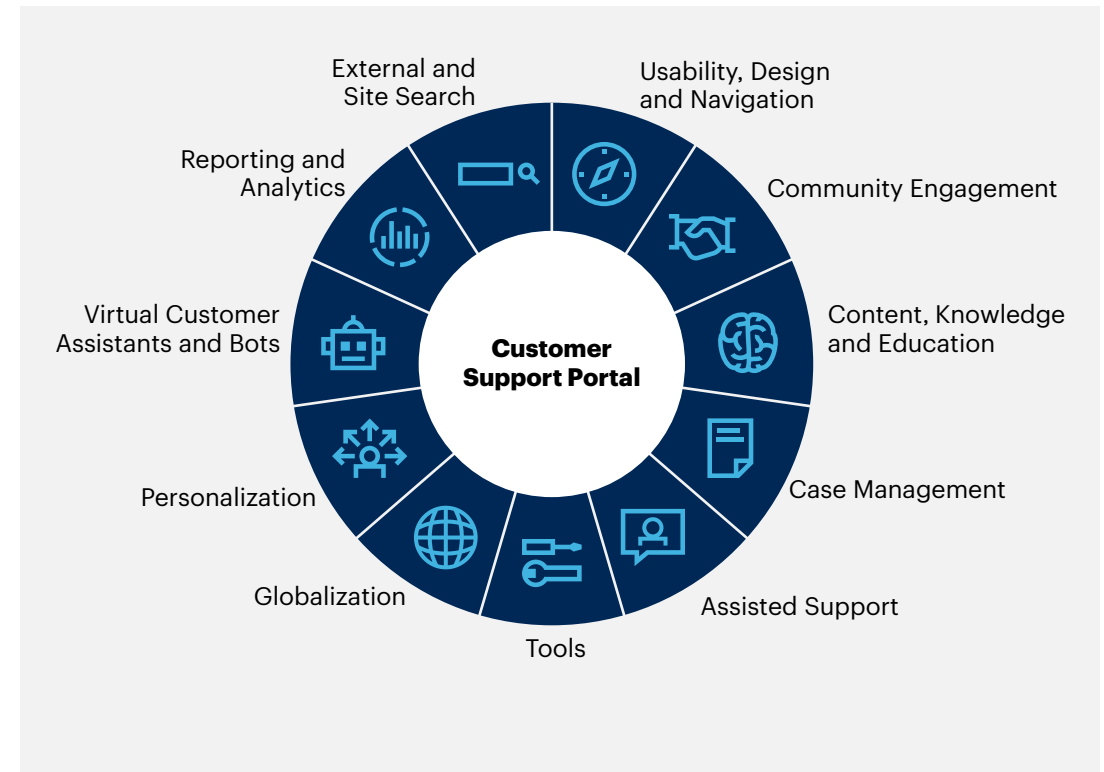 External and
Site Search
Usability, Design
and Navigation
Reporting and
Analytics
Community Engagement
Virtual Customer
Assistants and Bots
Content, Knowledge
and Education
Customer
Support Portal
Personalization
Case Management
Globalization
Assisted Support
Tools